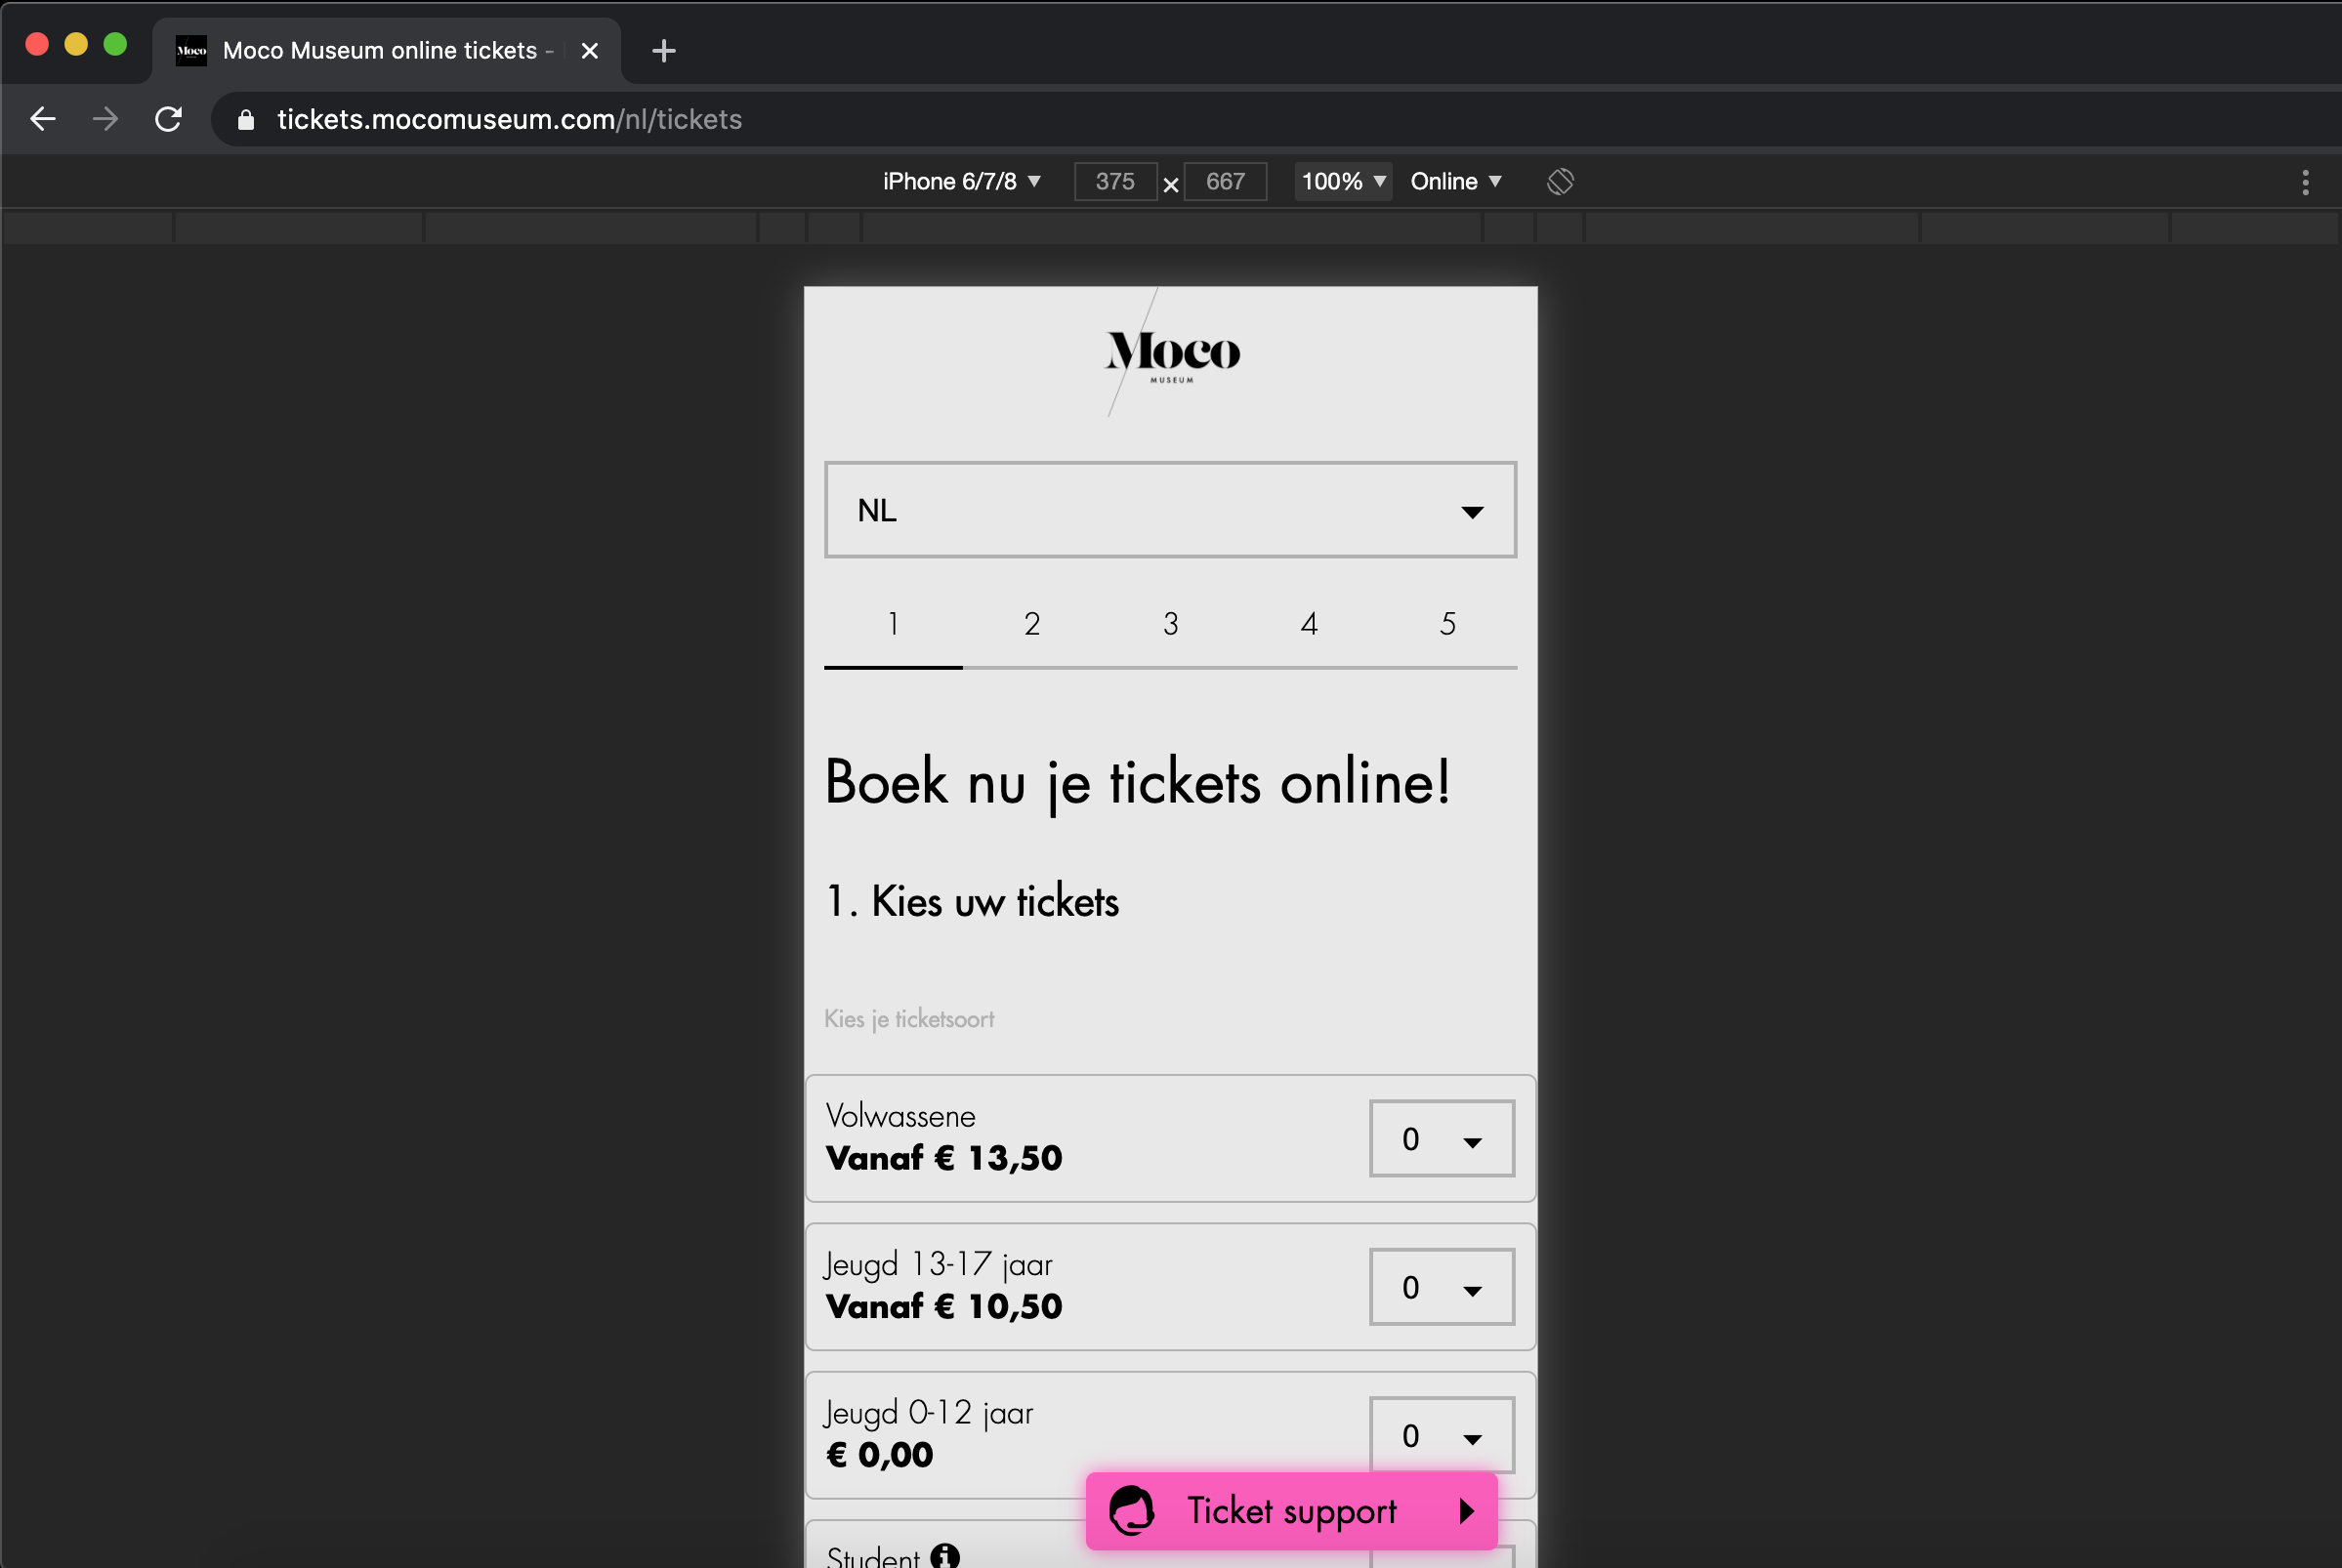 Moco Museum online tickets -
tickets.mocomuseum.com/nl/tickets
iPhone 6/7/8 375 × 667 100% Online
Moco
MUSEUM
NL
1 2 3 4 5
Boek nu je tickets online!
1. Kies uw tickets
Kies je ticketsoort
Volwassene
Vanaf € 13,50
0
Jeugd 13-17 jaar
Vanaf € 10,50
0
Jeugd 0-12 jaar
€ 0,00
0
Ticket support
Student